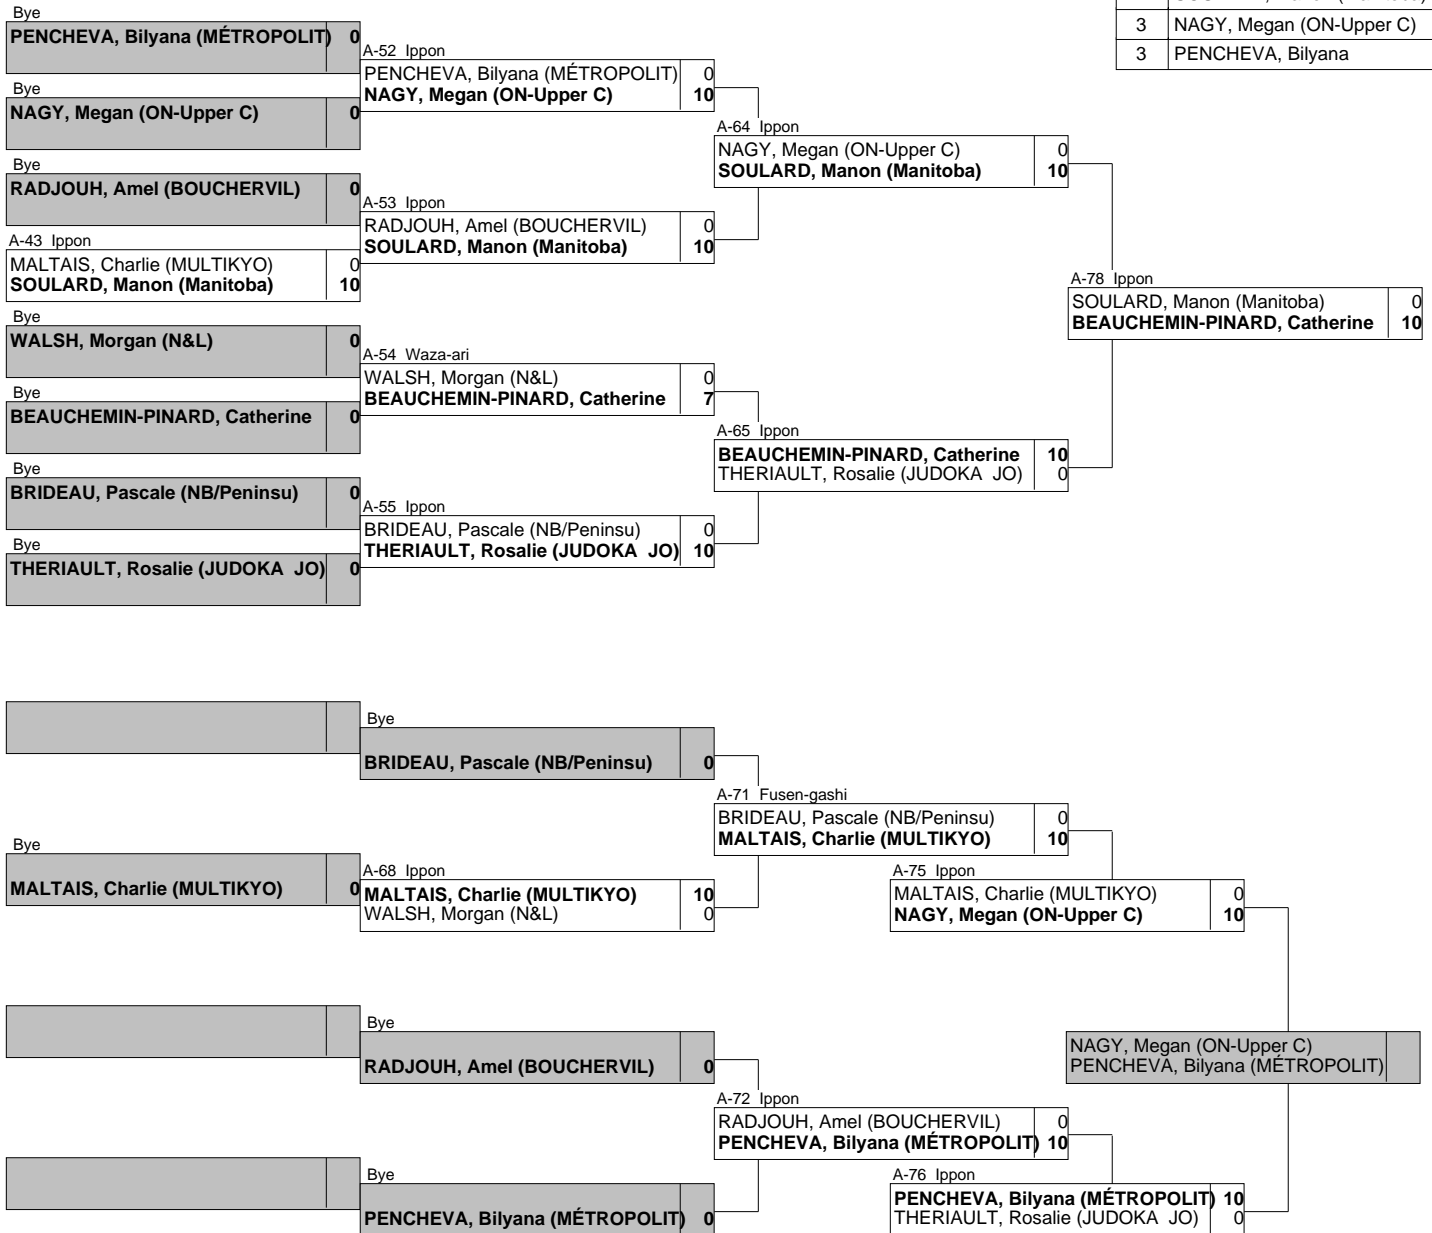 3 NAGY, Megan (ON-Upper C)
3 PENCHEVA, Bilyana
Bye
PENCHEVA, Bilyana (MÉTROPOLIT) 0
Bye
NAGY, Megan (ON-Upper C) 0
Bye
RADJOUH, Amel (BOUCHERVIL) 0
A-43 Ippon
MALTAIS, Charlie (MULTIKYO) 0
SOULARD, Manon (Manitoba) 10
Bye
WALSH, Morgan (N&L) 0
Bye
BEAUCHEMIN-PINARD, Catherine 0
Bye
BRIDEAU, Pascale (NB/Peninsu) 0
Bye
THERIAULT, Rosalie (JUDOKA JO) 0
A-52 Ippon
PENCHEVA, Bilyana (MÉTROPOLIT) 0
NAGY, Megan (ON-Upper C) 10
A-53 Ippon
RADJOUH, Amel (BOUCHERVIL) 0
SOULARD, Manon (Manitoba) 10
A-54 Waza-ari
WALSH, Morgan (N&L) 0
BEAUCHEMIN-PINARD, Catherine 7
A-55 Ippon
BRIDEAU, Pascale (NB/Peninsu) 0
THERIAULT, Rosalie (JUDOKA JO) 10
A-64 Ippon
NAGY, Megan (ON-Upper C) 0
SOULARD, Manon (Manitoba) 10
A-65 Ippon
BEAUCHEMIN-PINARD, Catherine 10
THERIAULT, Rosalie (JUDOKA JO) 0
A-78 Ippon
SOULARD, Manon (Manitoba) 0
BEAUCHEMIN-PINARD, Catherine 10
Bye
BRIDEAU, Pascale (NB/Peninsu) 0
Bye
MALTAIS, Charlie (MULTIKYO) 0
A-68 Ippon
MALTAIS, Charlie (MULTIKYO) 10
WALSH, Morgan (N&L) 0
A-71 Fusen-gashi
BRIDEAU, Pascale (NB/Peninsu) 0
MALTAIS, Charlie (MULTIKYO) 10
A-75 Ippon
MALTAIS, Charlie (MULTIKYO) 0
NAGY, Megan (ON-Upper C) 10
Bye
RADJOUH, Amel (BOUCHERVIL) 0
Bye
PENCHEVA, Bilyana (MÉTROPOLIT) 0
A-72 Ippon
RADJOUH, Amel (BOUCHERVIL) 0
PENCHEVA, Bilyana (MÉTROPOLIT) 10
A-76 Ippon
PENCHEVA, Bilyana (MÉTROPOLIT) 10
THERIAULT, Rosalie (JUDOKA JO) 0
NAGY, Megan (ON-Upper C)
PENCHEVA, Bilyana (MÉTROPOLIT)